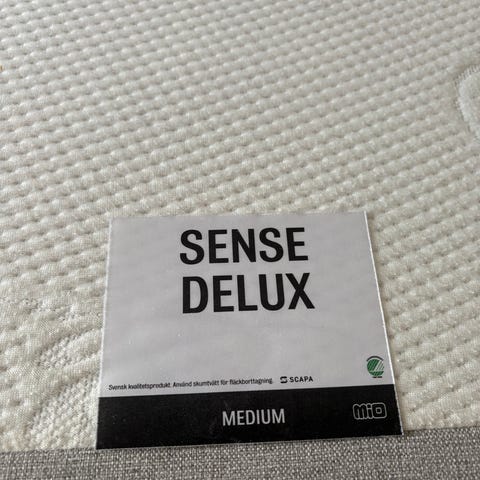 SENSE
DELUX
Svensk kvalitetsprodukt. Använd skumtvätt för fläckborttagning. SCAPA
MEDIUM MIO